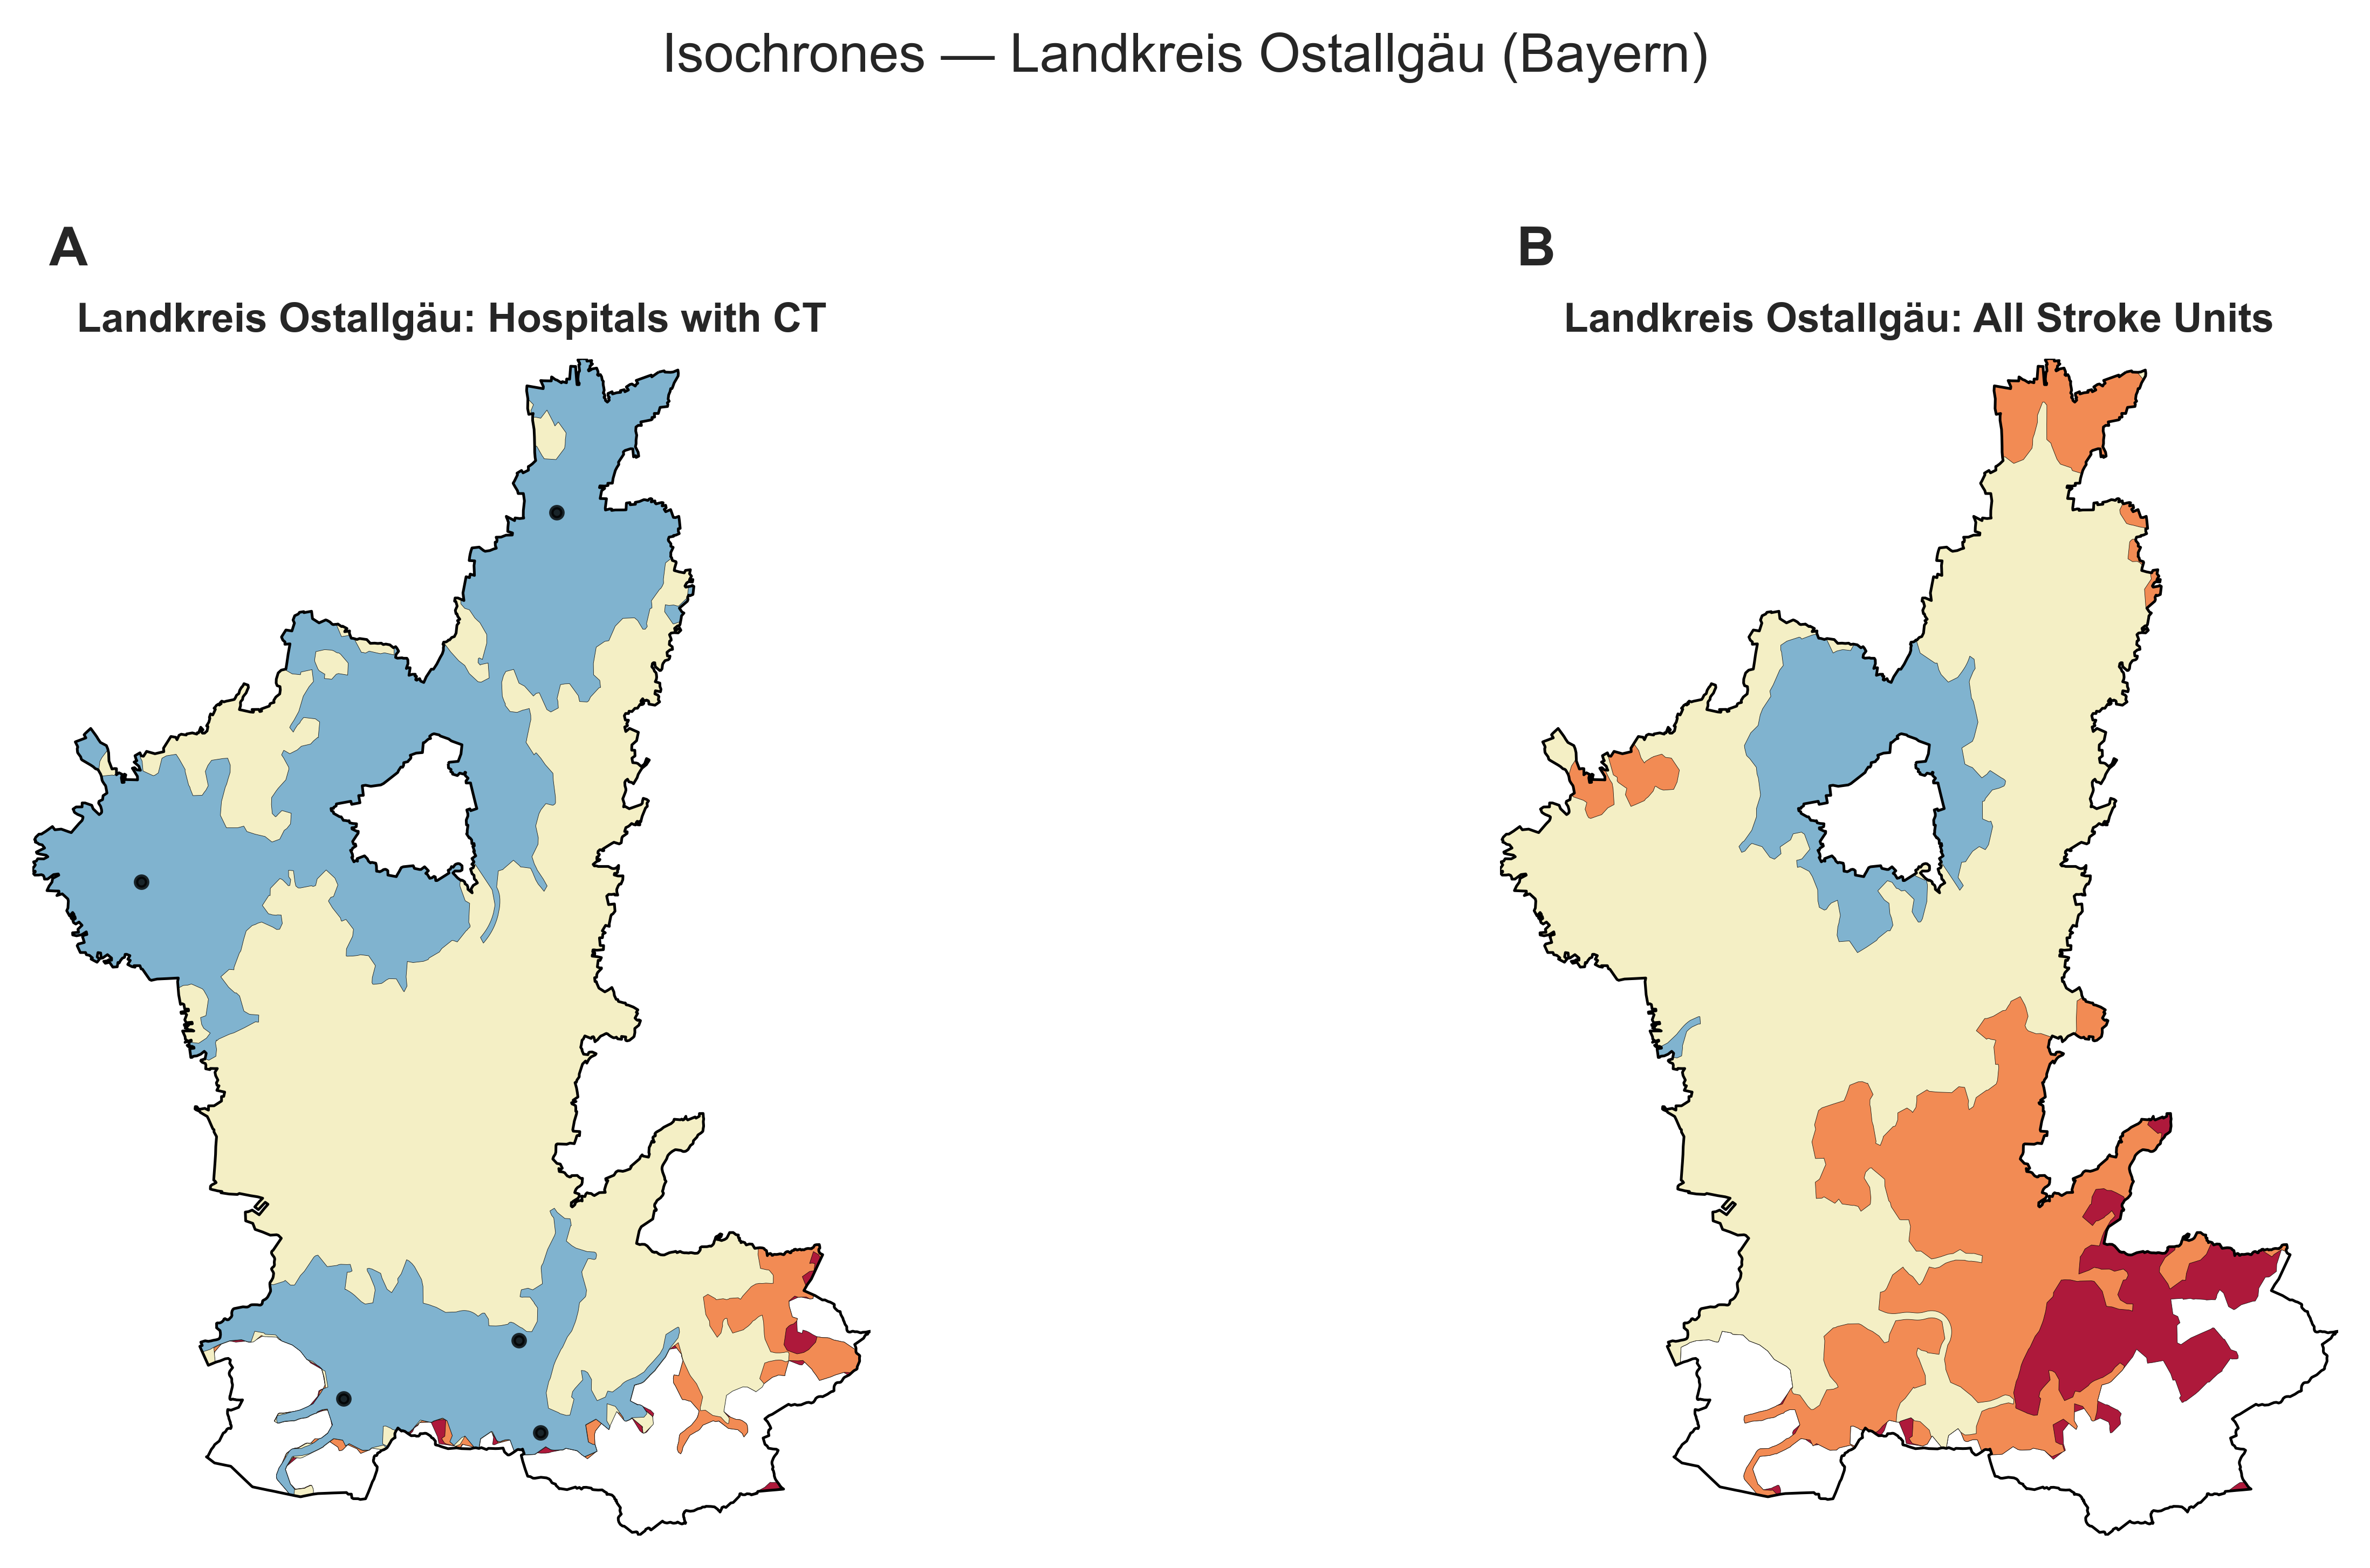 Isochrones — Landkreis Ostallgäu (Bayern)
A
Landkreis Ostallgäu: Hospitals with CT
B
Landkreis Ostallgäu: All Stroke Units